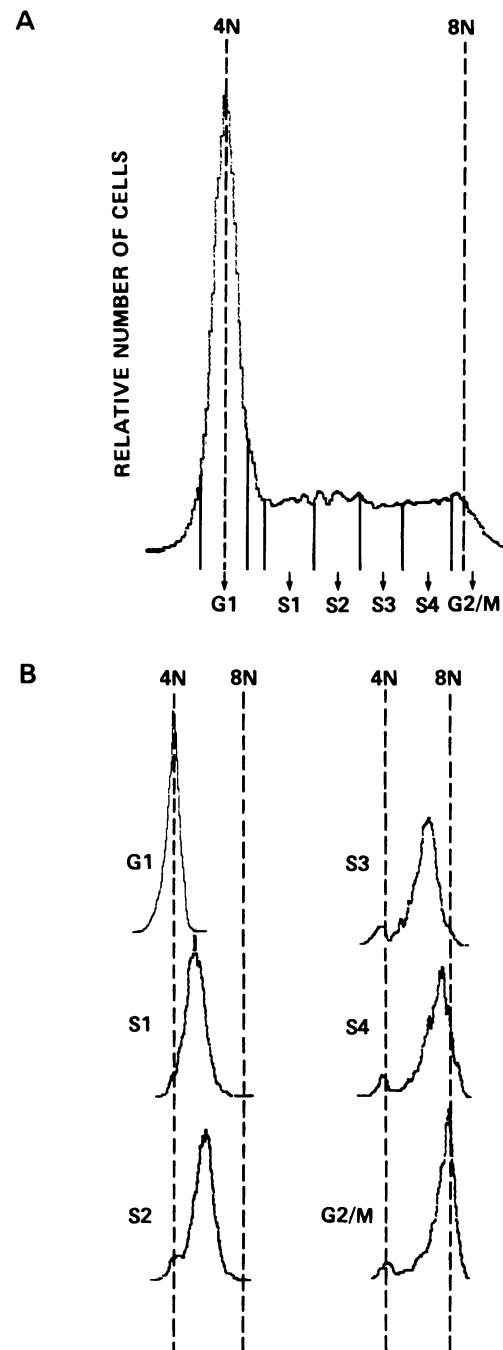 A
4N 8N
RELATIVE NUMBER OF CELLS
G1 S1 S2 S3 S4 G2/M
B
4N 8N 4N 8N
G1 S3
S1 S4
S2 G2/M